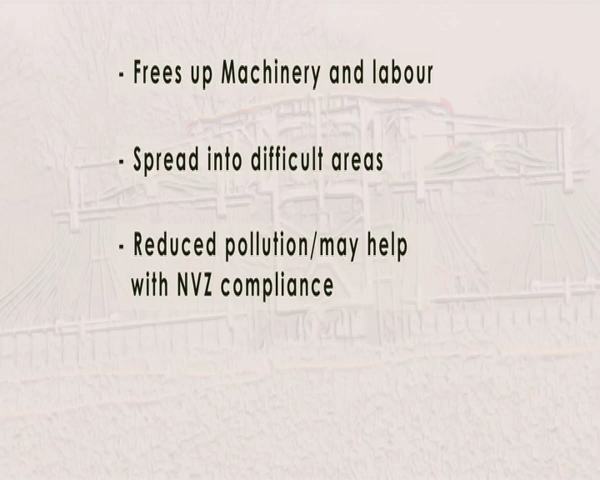 - Frees up Machinery and labour
- Spread into difficult areas
- Reduced pollution/may help
with NVZ compliance